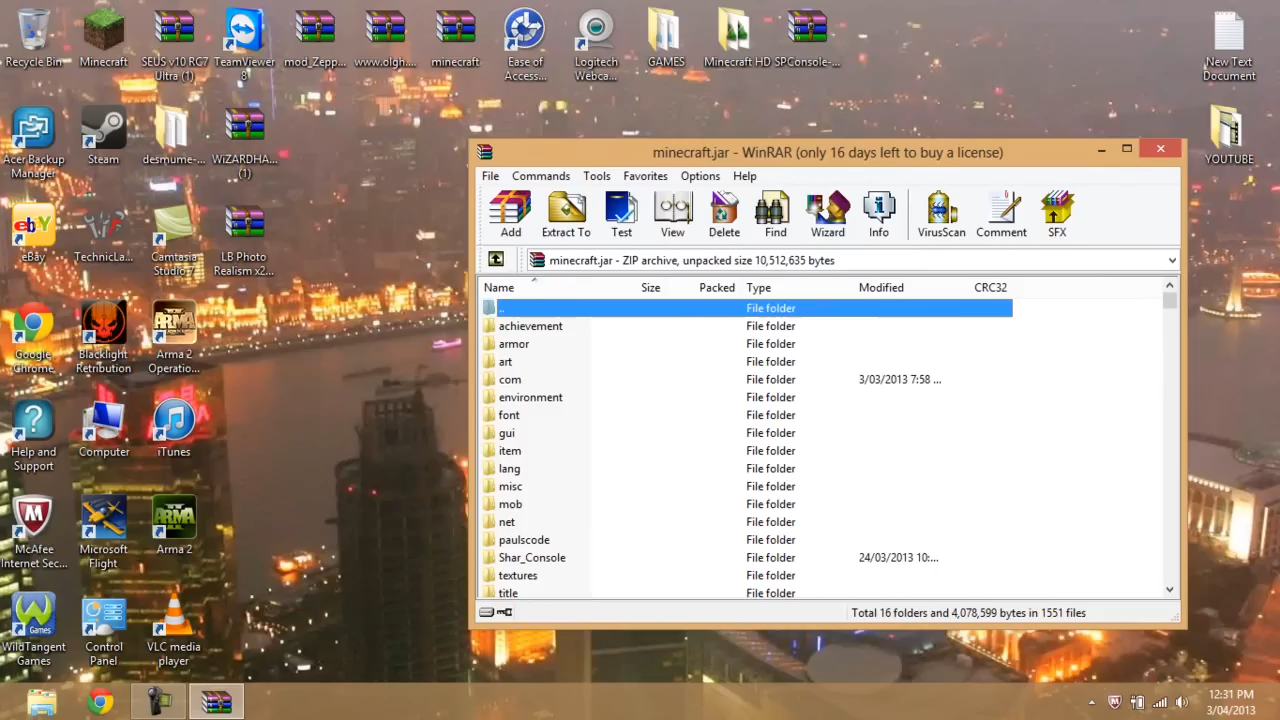 Recycle Bin
Minecraft
SEUS v10 RC7
Ultra (1)
TeamViewer
8
mod_Zepp...
www.olgh...
minecraft
Ease of
Access...
Logitech
Webca...
GAMES
Minecraft HD
SPConsole-...
New Text
Document
Acer Backup
Manager
Steam
desmume-...
WiZARDHA...
(1)
YOUTUBE
eBay
TechnicLa...
Camtasia
Studio 7
LB Photo
Realism x2...
Google
Chrome
Blacklight
Retribution
Arma 2
Operatio...
Help and
Support
Computer
iTunes
McAfee
Internet Sec...
Microsoft
Flight
Arma 2
WildTangent
Games
Control
Panel
VLC media
player
minecraft.jar - WinRAR (only 16 days left to buy a license)
File Commands Tools Favorites Options Help
Add Extract To Test View Delete Find Wizard Info VirusScan Comment SFX
minecraft.jar - ZIP archive, unpacked size 10,512,635 bytes
Name Size Packed Type Modified CRC32
.. File folder
achievement File folder
armor File folder
art File folder
com File folder 3/03/2013 7:58 ...
environment File folder
font File folder
gui File folder
item File folder
lang File folder
misc File folder
mob File folder
net File folder
paulscode File folder
Shar_Console File folder 24/03/2013 10:...
textures File folder
title File folder
Total 16 folders and 4,078,599 bytes in 1551 files
12:31 PM
3/04/2013